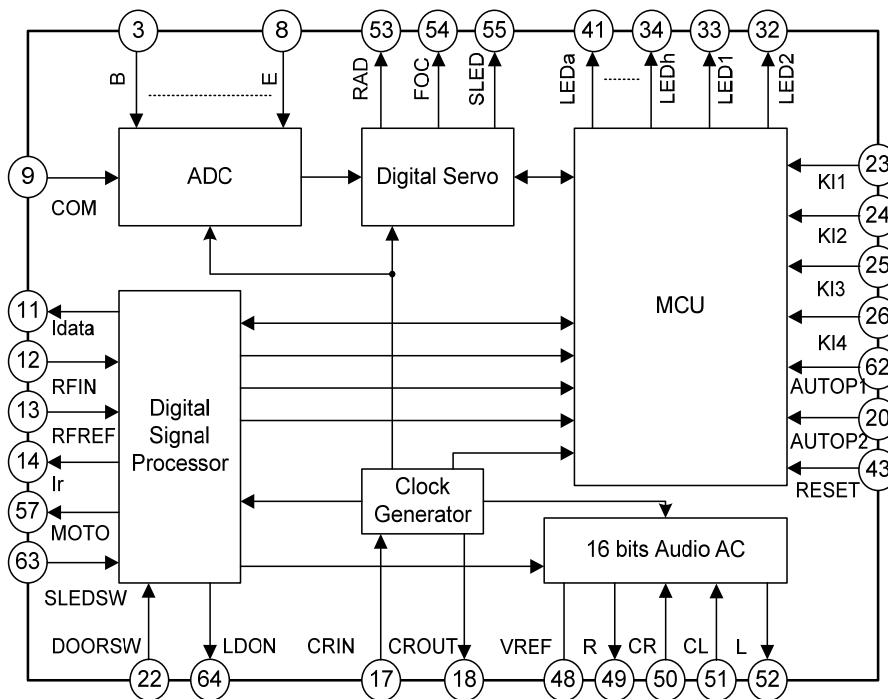 3
8
53
54
55
41
34
33
32
B
E
RAD
FOC
SLED
LEDa
LEDh
LED1
LED2
9
COM
ADC
Digital Servo
MCU
23
KI1
24
KI2
25
KI3
26
KI4
62
AUTOP1
20
AUTOP2
43
RESET
11
Idata
12
RFIN
13
RFREF
14
Ir
57
MOTO
63
SLEDSW
Digital
Signal
Processor
Clock
Generator
16 bits Audio AC
DOORSW
LDON
CRIN
CROUT
VREF
R
CR
CL
L
22
64
17
18
48
49
50
51
52